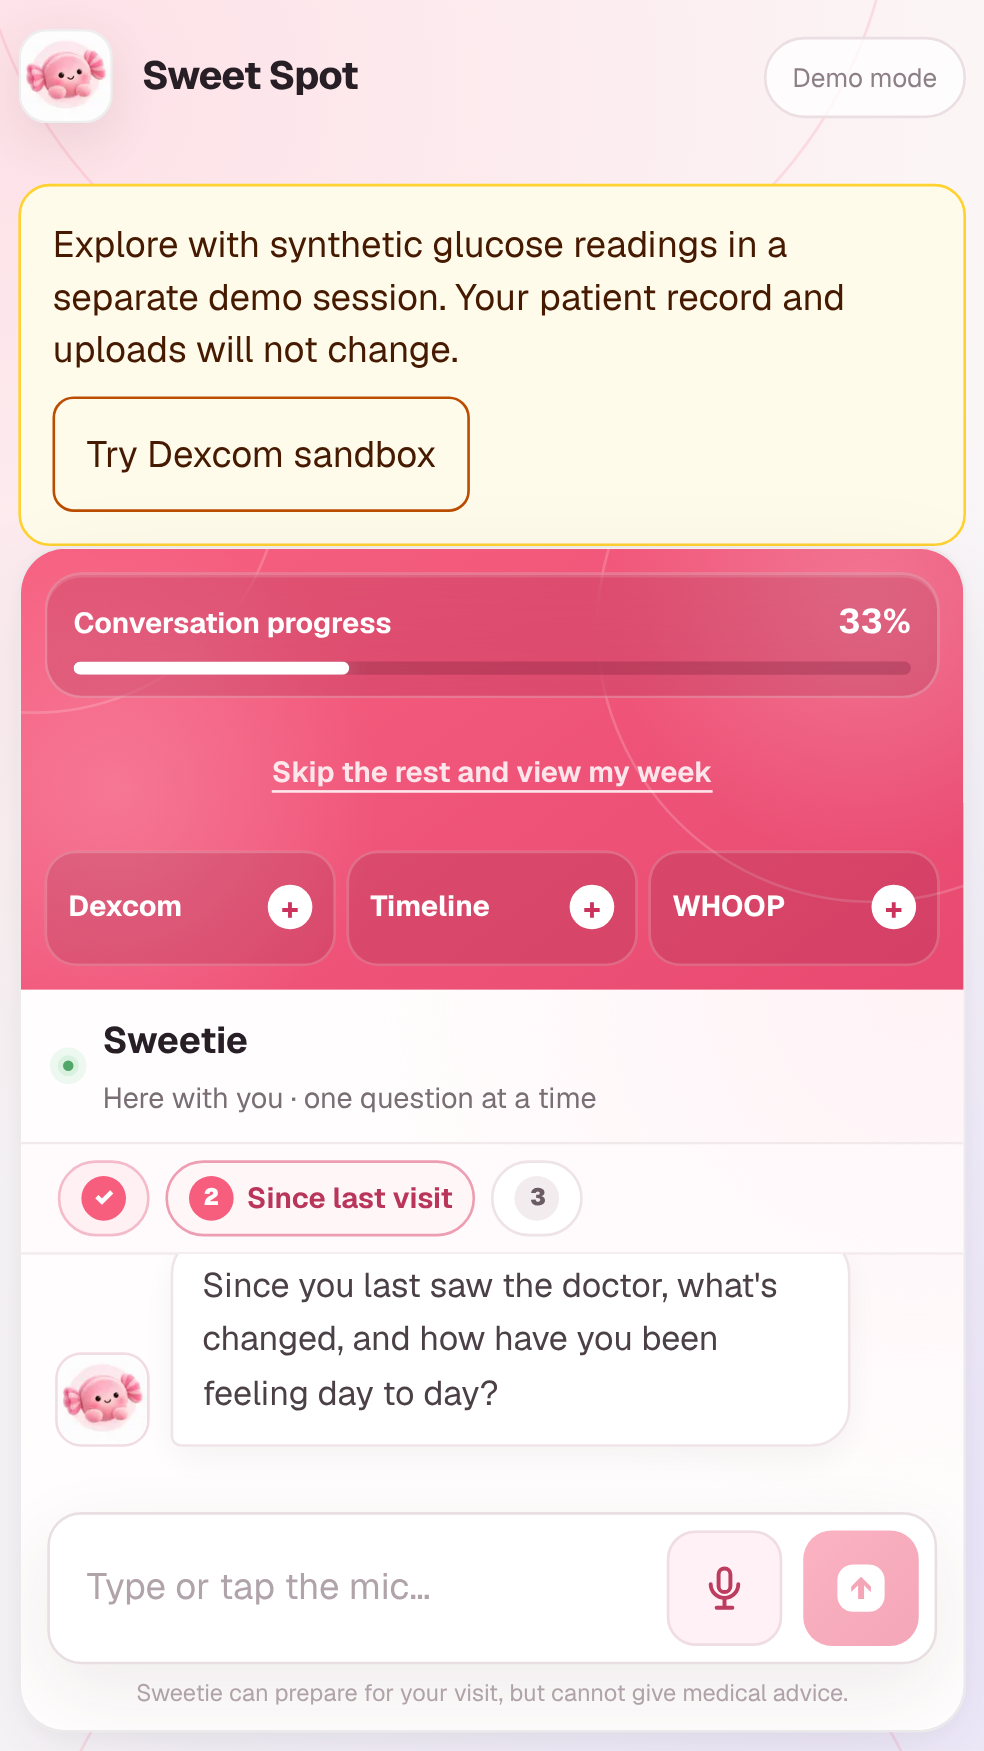 Sweet Spot
Demo mode
Explore with synthetic glucose readings in a
separate demo session. Your patient record and
uploads will not change.
Try Dexcom sandbox
Conversation progress
33%
Skip the rest and view my week
Dexcom +
Timeline +
WHOOP +
Sweetie
Here with you · one question at a time
2 Since last visit
3
Since you last saw the doctor, what's
changed, and how have you been
feeling day to day?
Type or tap the mic...
Sweetie can prepare for your visit, but cannot give medical advice.